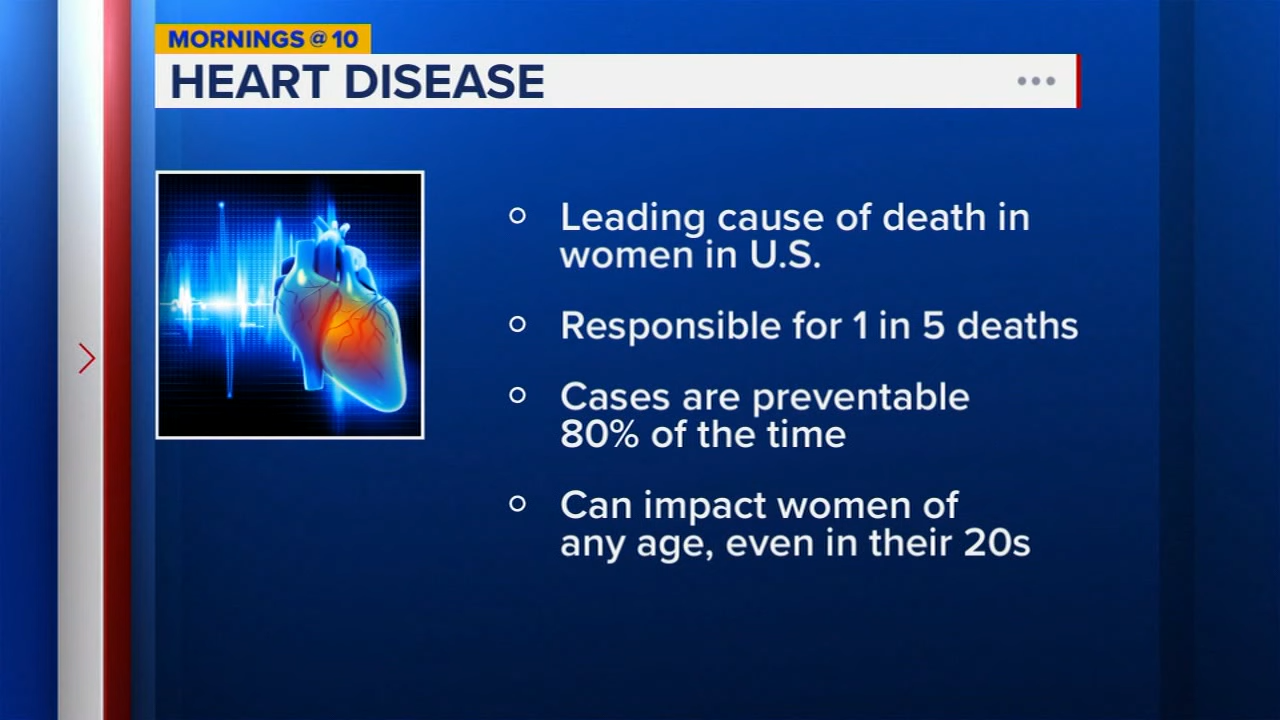 MORNINGS @ 10
HEART DISEASE
Leading cause of death in
women in U.S.
Responsible for 1 in 5 deaths
Cases are preventable
80% of the time
Can impact women of
any age, even in their 20s